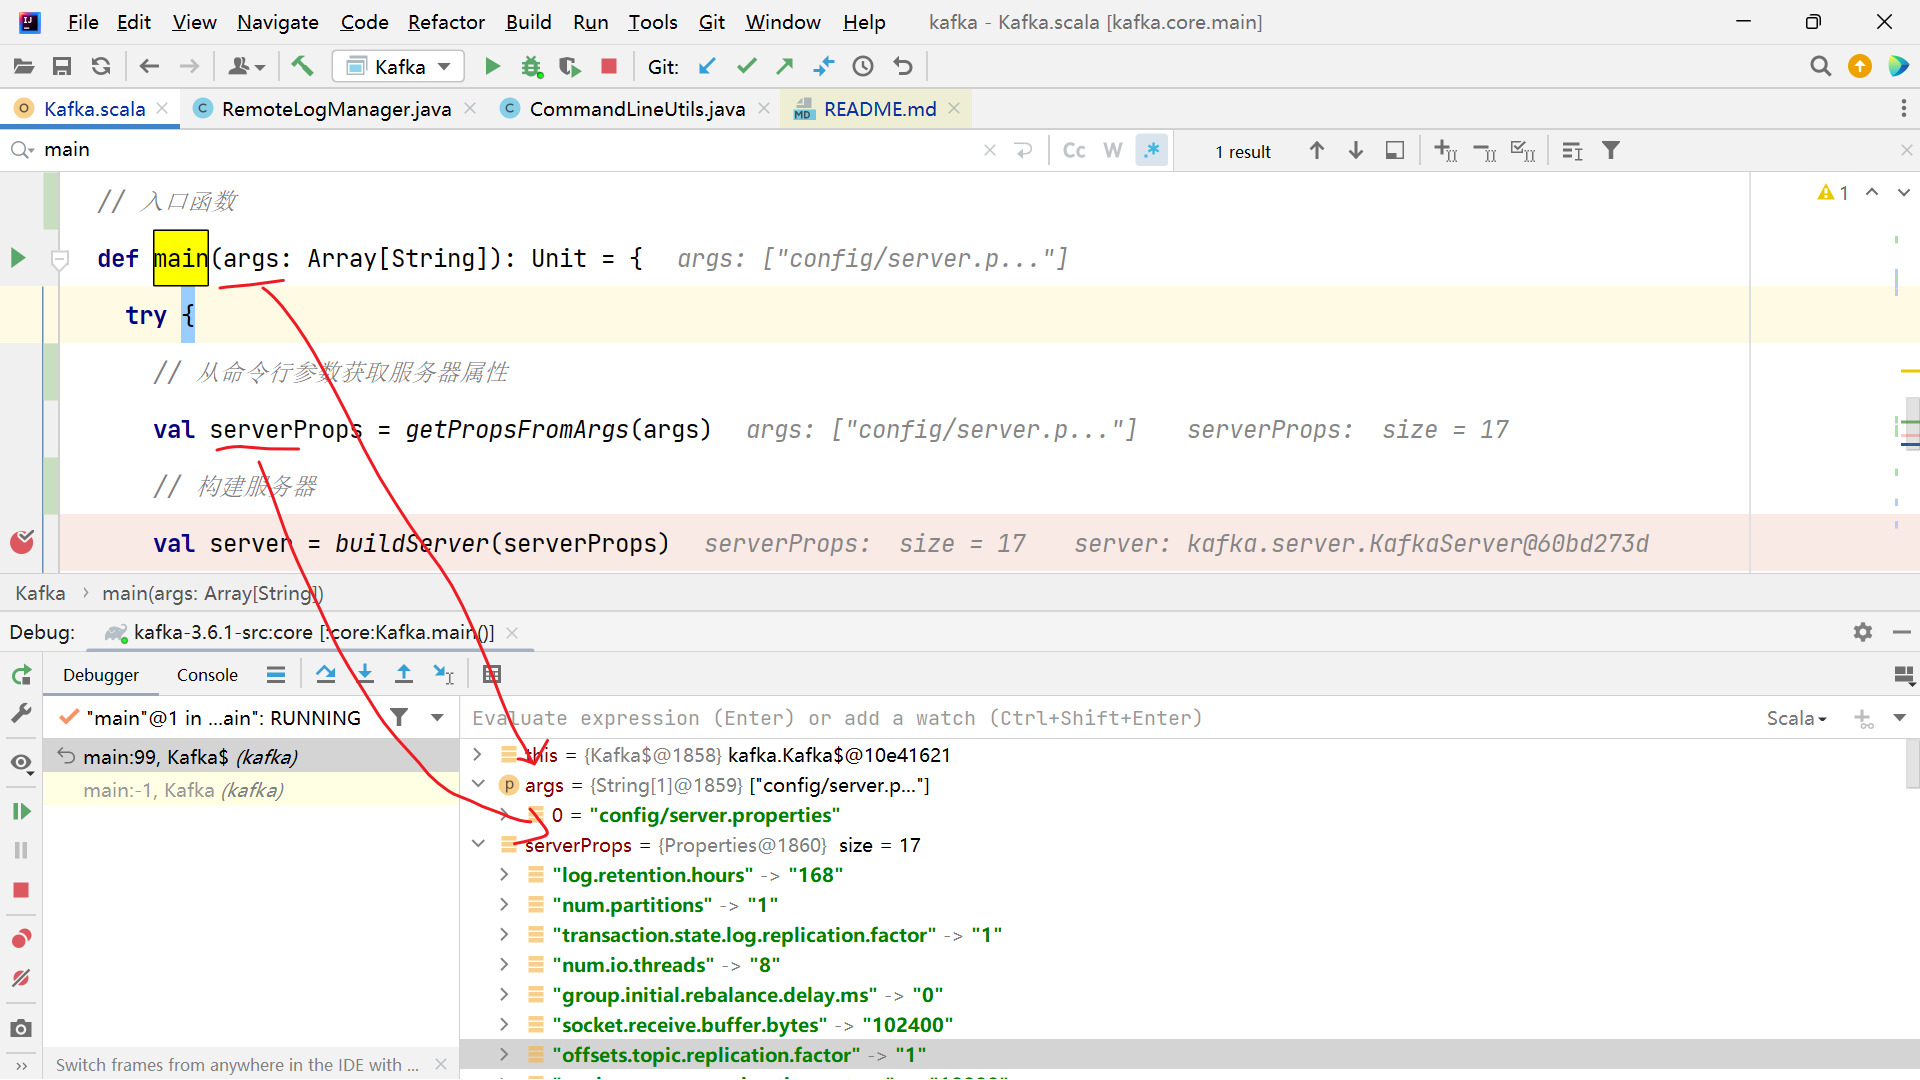 File Edit View Navigate Code Refactor Build Run Tools Git Window Help kafka - Kafka.scala [kafka.core.main]
Kafka Git:
Kafka.scala RemoteLogManager.java CommandLineUtils.java README.md
main Cc W .* 1 result
// 入口函数 1
def main(args: Array[String]): Unit = { args: ["config/server.p..."]
try {
// 从命令行参数获取服务器属性
val serverProps = getPropsFromArgs(args) args: ["config/server.p..."] serverProps: size = 17
// 构建服务器
val server = buildServer(serverProps) serverProps: size = 17 server: kafka.server.KafkaServer@60bd273d
Kafka › main(args: Array[String])
Debug: kafka-3.6.1-src:core [:core:Kafka.main()]
Debugger Console
"main"@1 in ...ain": RUNNING
Evaluate expression (Enter) or add a watch (Ctrl+Shift+Enter) Scala
main:99, Kafka$ (kafka)
main:-1, Kafka (kafka)
this = {Kafka$@1858} kafka.Kafka$@10e41621
p args = {String[1]@1859} ["config/server.p..."]
0 = "config/server.properties"
serverProps = {Properties@1860} size = 17
"log.retention.hours" -> "168"
"num.partitions" -> "1"
"transaction.state.log.replication.factor" -> "1"
"num.io.threads" -> "8"
"group.initial.rebalance.delay.ms" -> "0"
"socket.receive.buffer.bytes" -> "102400"
"offsets.topic.replication.factor" -> "1"
Switch frames from anywhere in the IDE with ...